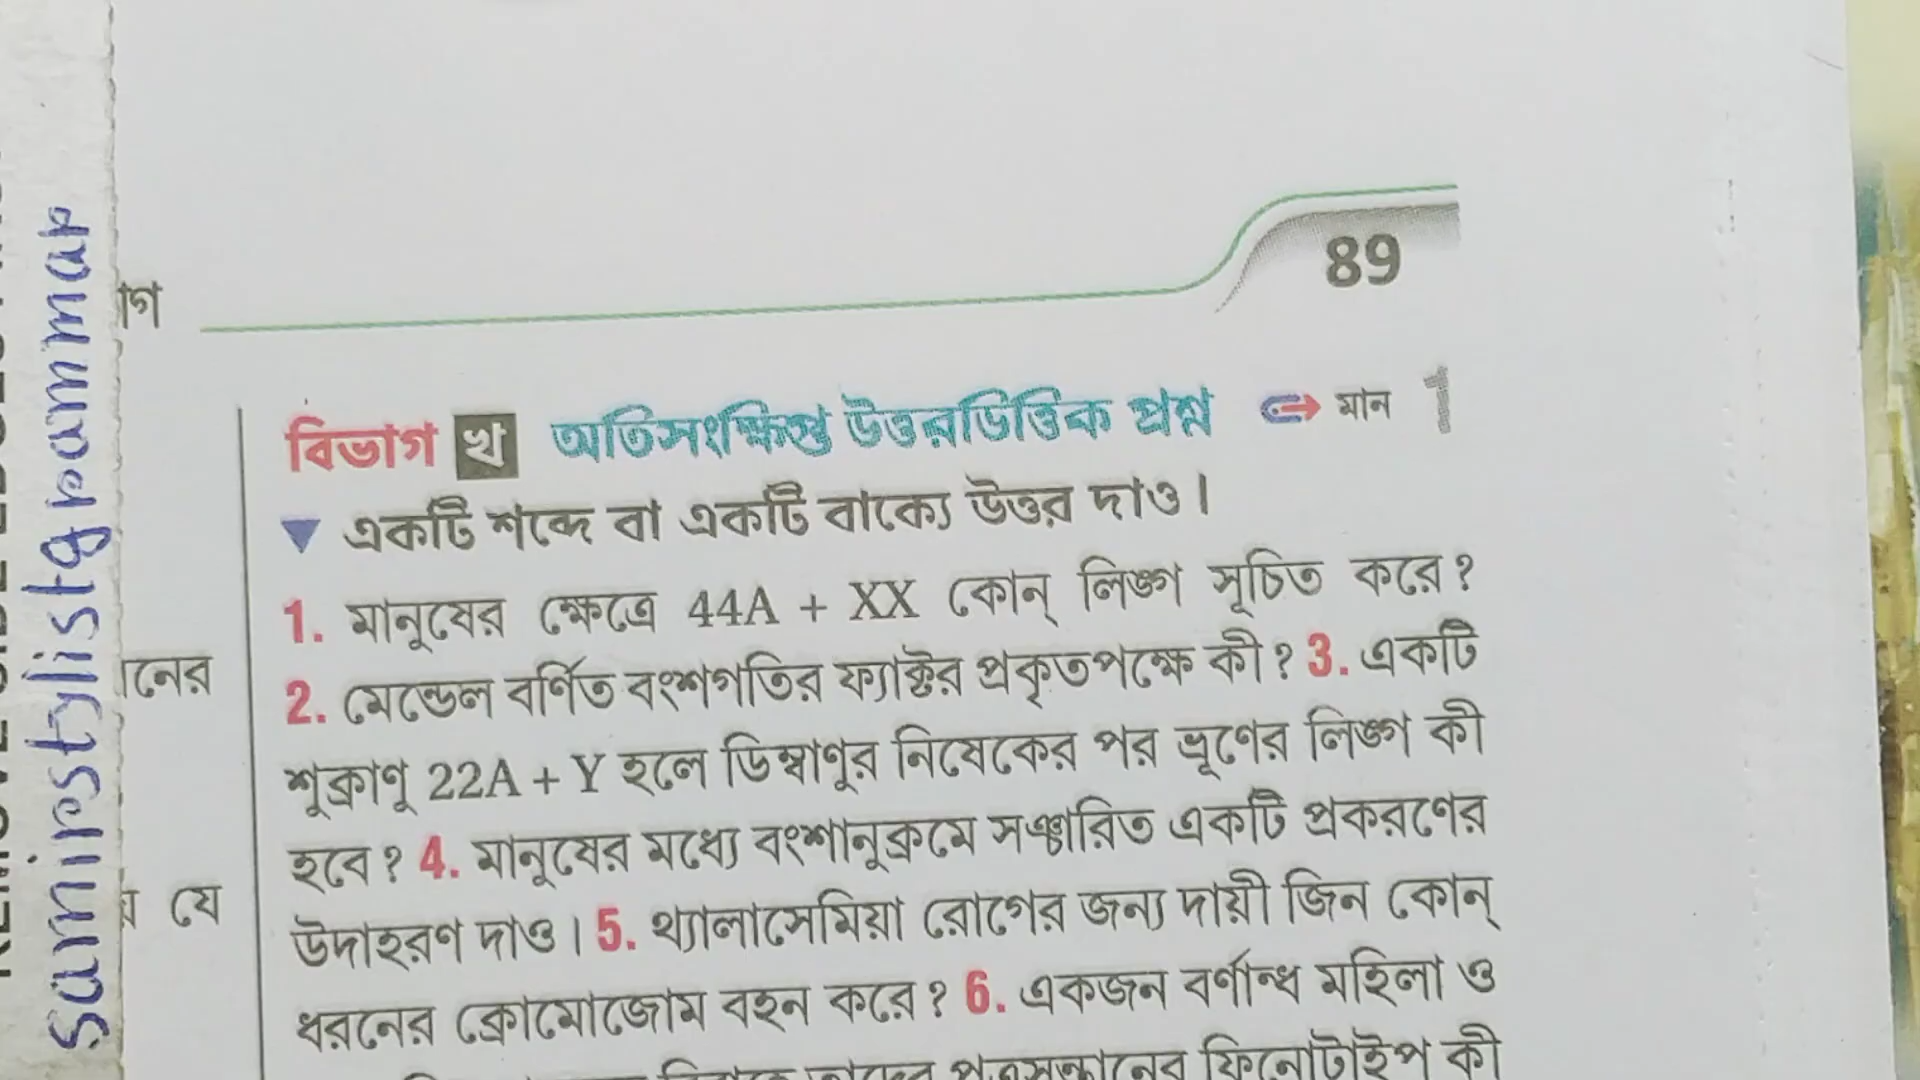 89
বিভাগ খ অতিসংক্ষিপ্ত উত্তরভিত্তিক প্রশ্ন মান 1
একটি শব্দে বা একটি বাক্যে উত্তর দাও।
1. মানুষের ক্ষেত্রে 44A + XX কোন্ লিঙ্গ সূচিত করে?
2. মেন্ডেল বর্ণিত বংশগতির ফ্যাক্টর প্রকৃতপক্ষে কী? 3. একটি
শুক্রাণু 22A + Y হলে ডিম্বাণুর নিষেকের পর ভ্রূণের লিঙ্গ কী
হবে? 4. মানুষের মধ্যে বংশানুক্রমে সঞ্চারিত একটি প্রকরণের
উদাহরণ দাও। 5. থ্যালাসেমিয়া রোগের জন্য দায়ী জিন কোন্
ধরনের ক্রোমোজোম বহন করে? 6. একজন বর্ণান্ধ মহিলা ও
ফিনোটাইপ কী
নের
যে
samirstylistgrammar